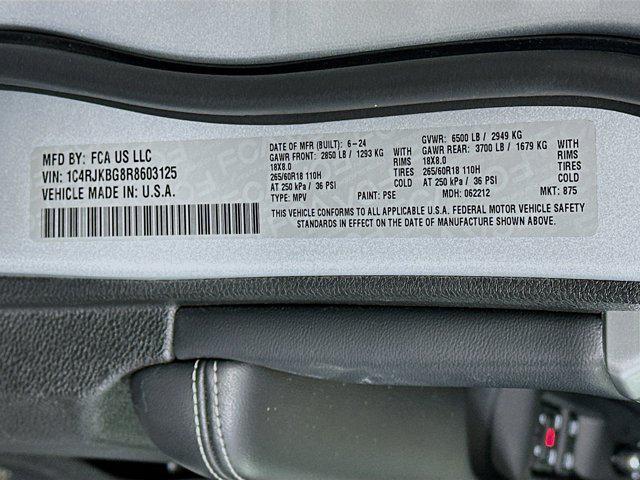 MFD BY: FCA US LLC
VIN: 1C4RJKBG8R8603125
VEHICLE MADE IN U.S.A.
DATE OF MFR (BUILT): 6-24 GVWR: 6500 LB / 2949 KG
GAWR FRONT: 2850 LB / 1293 KG WITH GAWR REAR: 3700 LB / 1679 KG WITH
18X8.0 RIMS 18X8.0 RIMS
265/60R18 110H TIRES 265/60R18 110H TIRES
AT 250 kPa / 36 PSI COLD AT 250 kPa / 36 PSI COLD
TYPE: MPV PAINT: PSE MDH: 062212 MKT: 875
THIS VEHICLE CONFORMS TO ALL APPLICABLE U.S.A. FEDERAL MOTOR VEHICLE SAFETY
STANDARDS IN EFFECT ON THE DATE OF MANUFACTURE SHOWN ABOVE.